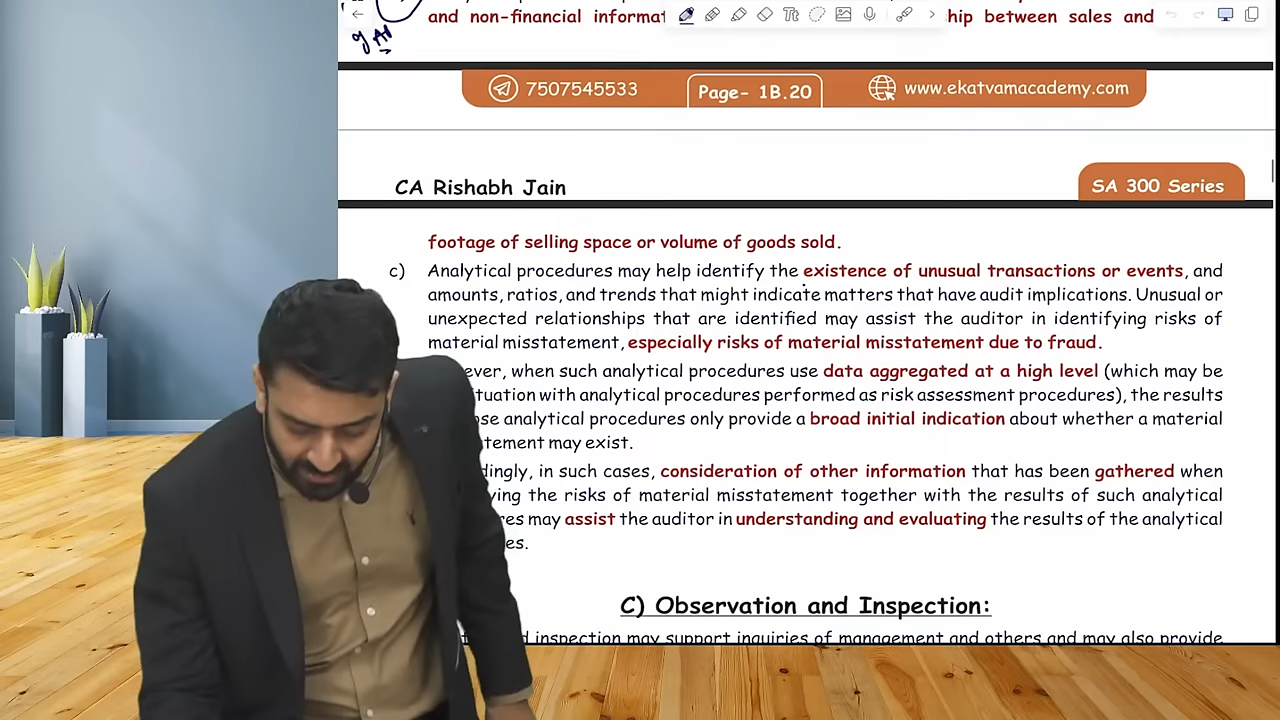 and non-financial informat hip between sales and
7507545533 Page- 1B.20 www.ekatvamacademy.com
CA Rishabh Jain SA 300 Series
footage of selling space or volume of goods sold.
c) Analytical procedures may help identify the existence of unusual transactions or events, and
amounts, ratios, and trends that might indicate matters that have audit implications. Unusual or
unexpected relationships that are identified may assist the auditor in identifying risks of
material misstatement, especially risks of material misstatement due to fraud.
ever, when such analytical procedures use data aggregated at a high level (which may be
ituation with analytical procedures performed as risk assessment procedures), the results
ose analytical procedures only provide a broad initial indication about whether a material
tement may exist.
dingly, in such cases, consideration of other information that has been gathered when
ying the risks of material misstatement together with the results of such analytical
res may assist the auditor in understanding and evaluating the results of the analytical
es.
C) Observation and Inspection:
d inspection may support inquiries of management and others and may also provide